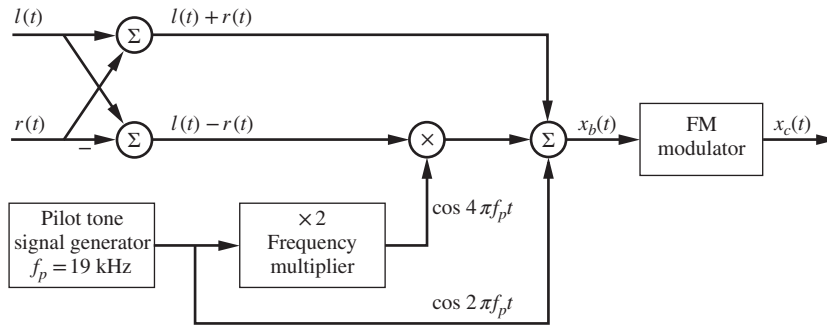 l(t)
Σ
l(t) + r(t)
r(t)
−
Σ
l(t) − r(t)
×
Σ
x_b(t)
FM
modulator
x_c(t)
cos 4πf_pt
Pilot tone
signal generator
f_p = 19 kHz
× 2
Frequency
multiplier
cos 2πf_pt